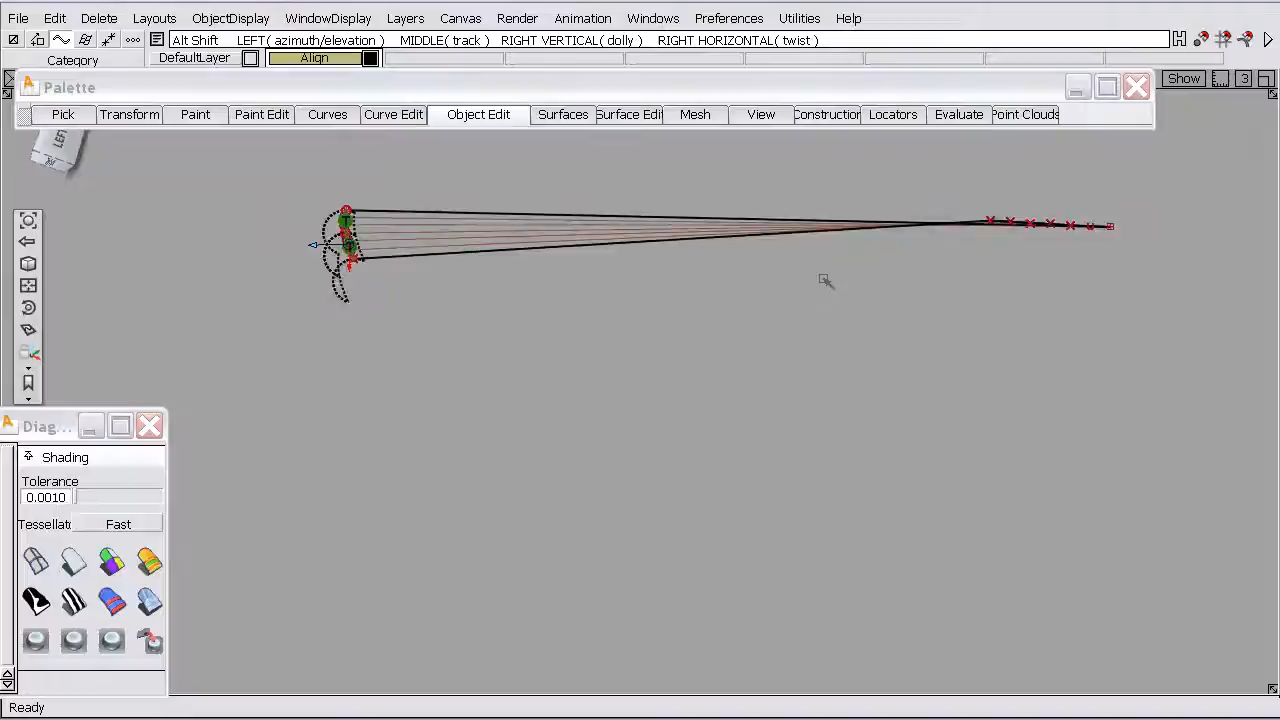 File Edit Delete Layouts ObjectDisplay WindowDisplay Layers Canvas Render Animation Windows Preferences Utilities Help
Alt Shift LEFT( azimuth/elevation ) MIDDLE( track ) RIGHT VERTICAL( dolly ) RIGHT HORIZONTAL( twist )
Category DefaultLayer Align
Palette
Show 3
Pick Transform Paint Paint Edit Curves Curve Edit Object Edit Surfaces Surface Edi Mesh View Construction Locators Evaluate Point Clouds
LEFT
Diag...
Shading
Tolerance
0.0010
Tessellat Fast
Ready